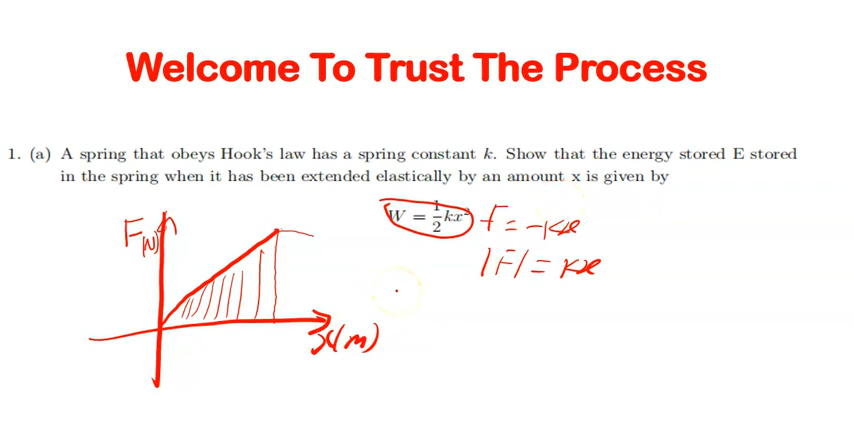 Welcome To Trust The Process
1. (a) A spring that obeys Hook's law has a spring constant k. Show that the energy stored E stored
in the spring when it has been extended elastically by an amount x is given by
W = 1/2 kx²
F = -kx
|F| = kx
F(N)
x(m)